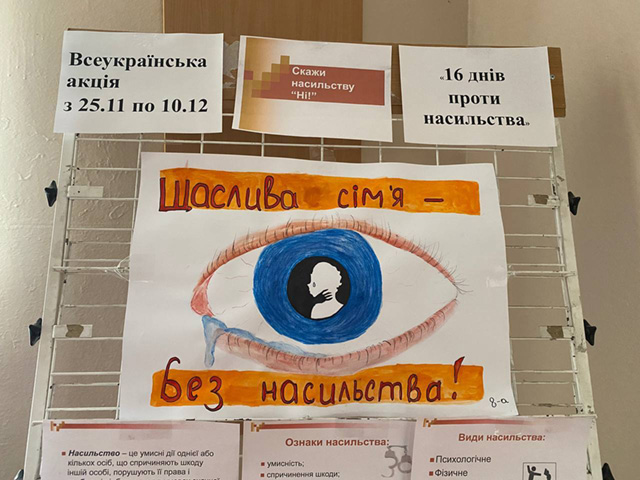 Всеукраїнська
акція
з 25.11 по 10.12
Скажи
насильству
"Ні!"
«16 днів
проти
насильства»
Щаслива сім'я –
без насильства!
8-а
Насильство – це умисні дії однієї або
кількох осіб, що спричиняють шкоду
іншій особі, порушують її права і
Ознаки насильства:
умисність;
спричинення шкоди;
Види насильства:
Психологічне
Фізичне